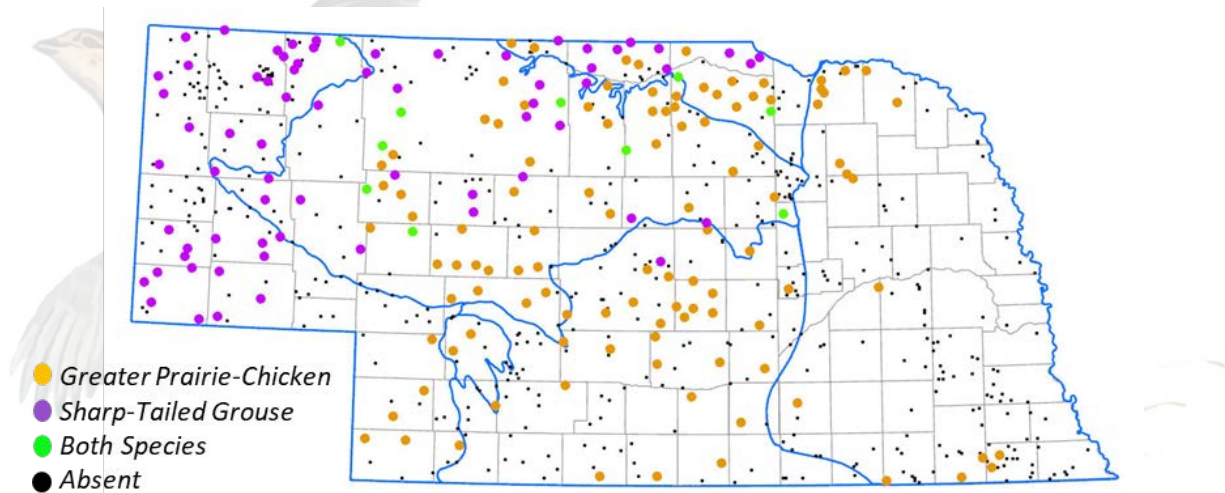 Greater Prairie-Chicken
Sharp-Tailed Grouse
Both Species
Absent